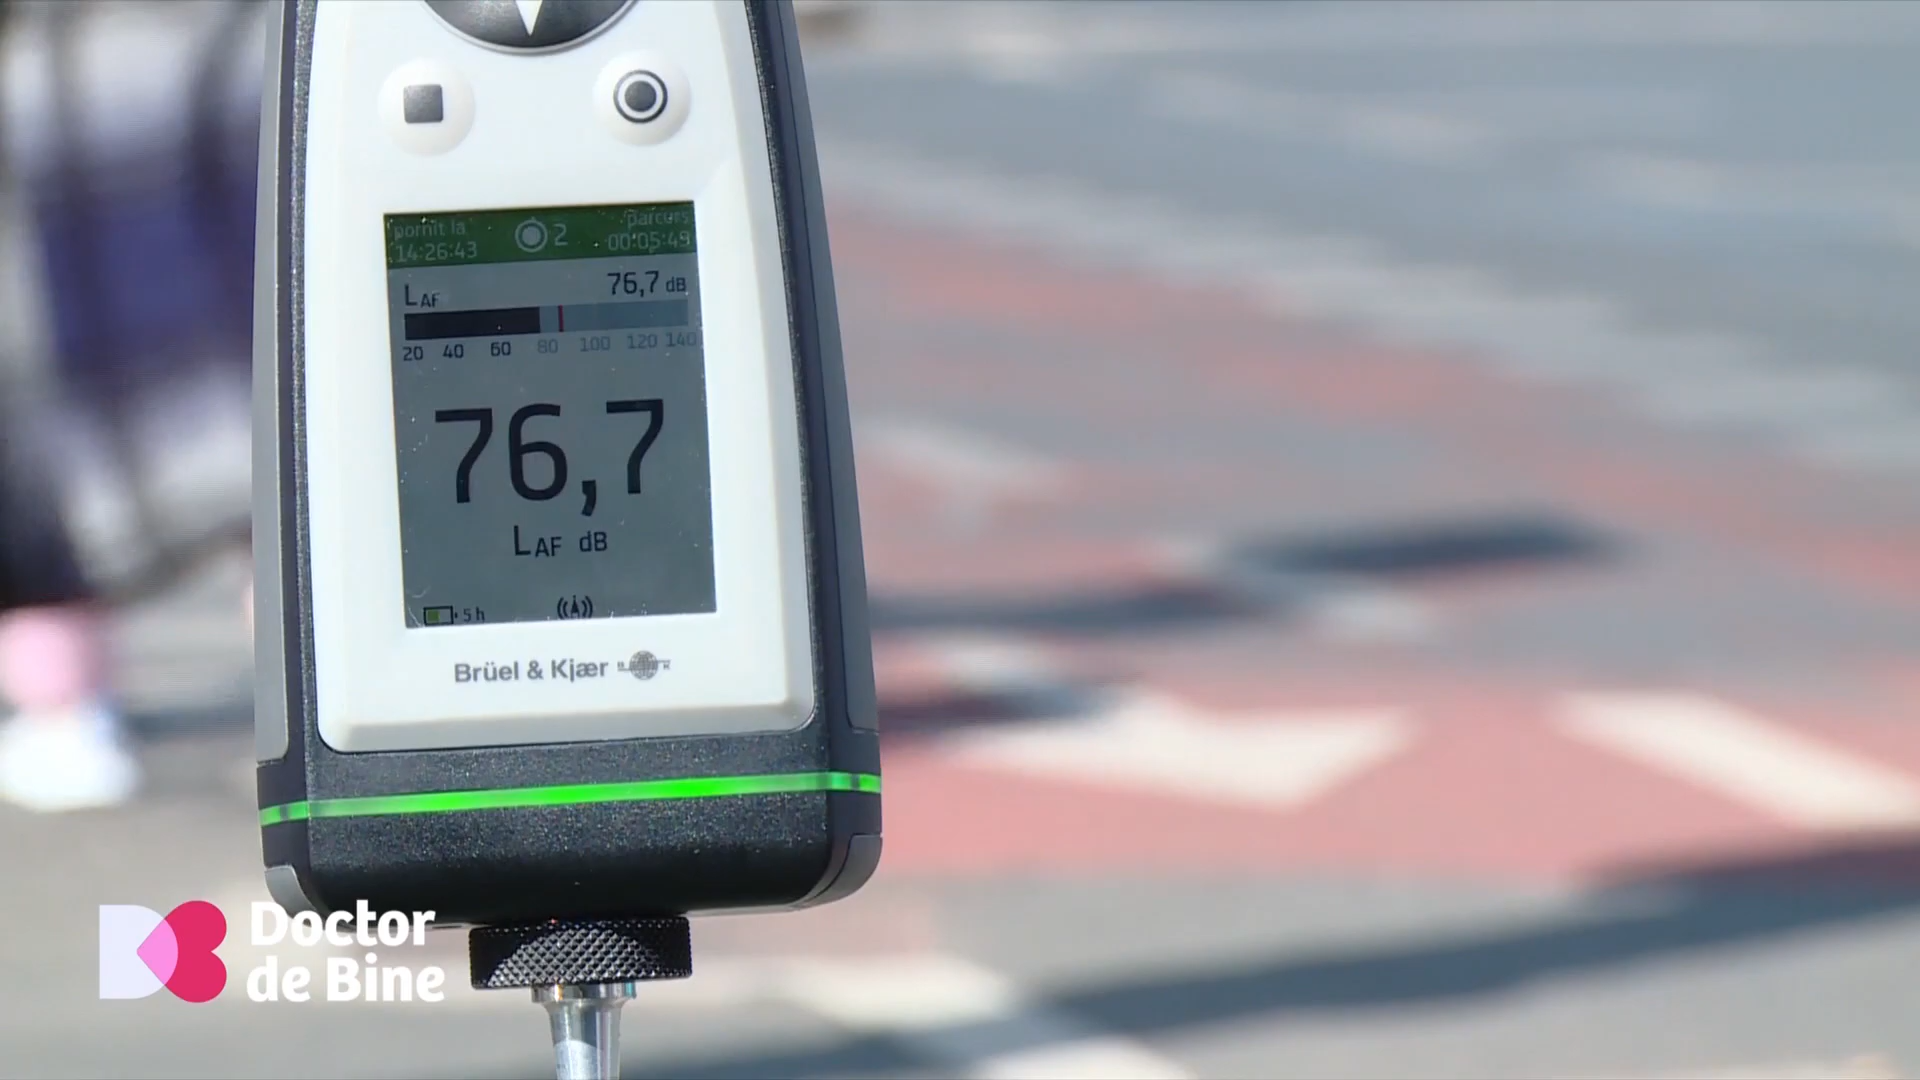 pornit la 2 parcurs
14:26:43 00:05:49
LAF 76,7 dB
20 40 60 80 100 120 140
76,7
LAF dB
5 h
Brüel & Kjær
Doctor
de Bine